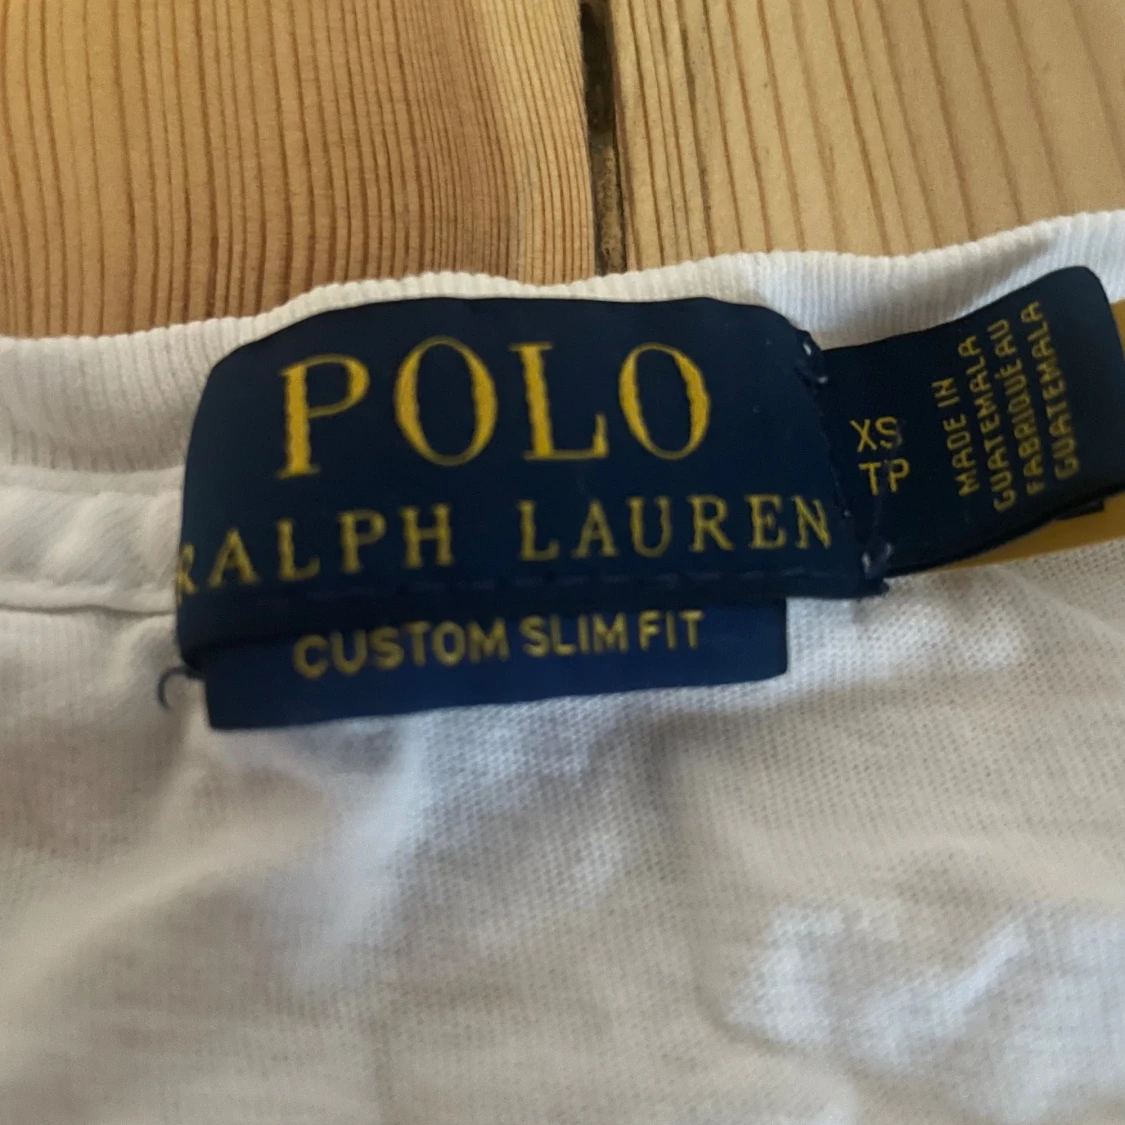 POLO
RALPH LAUREN
CUSTOM SLIM FIT
XS
TP
MADE IN
GUATEMALA
FABRIQUÉ AU
GUATEMALA